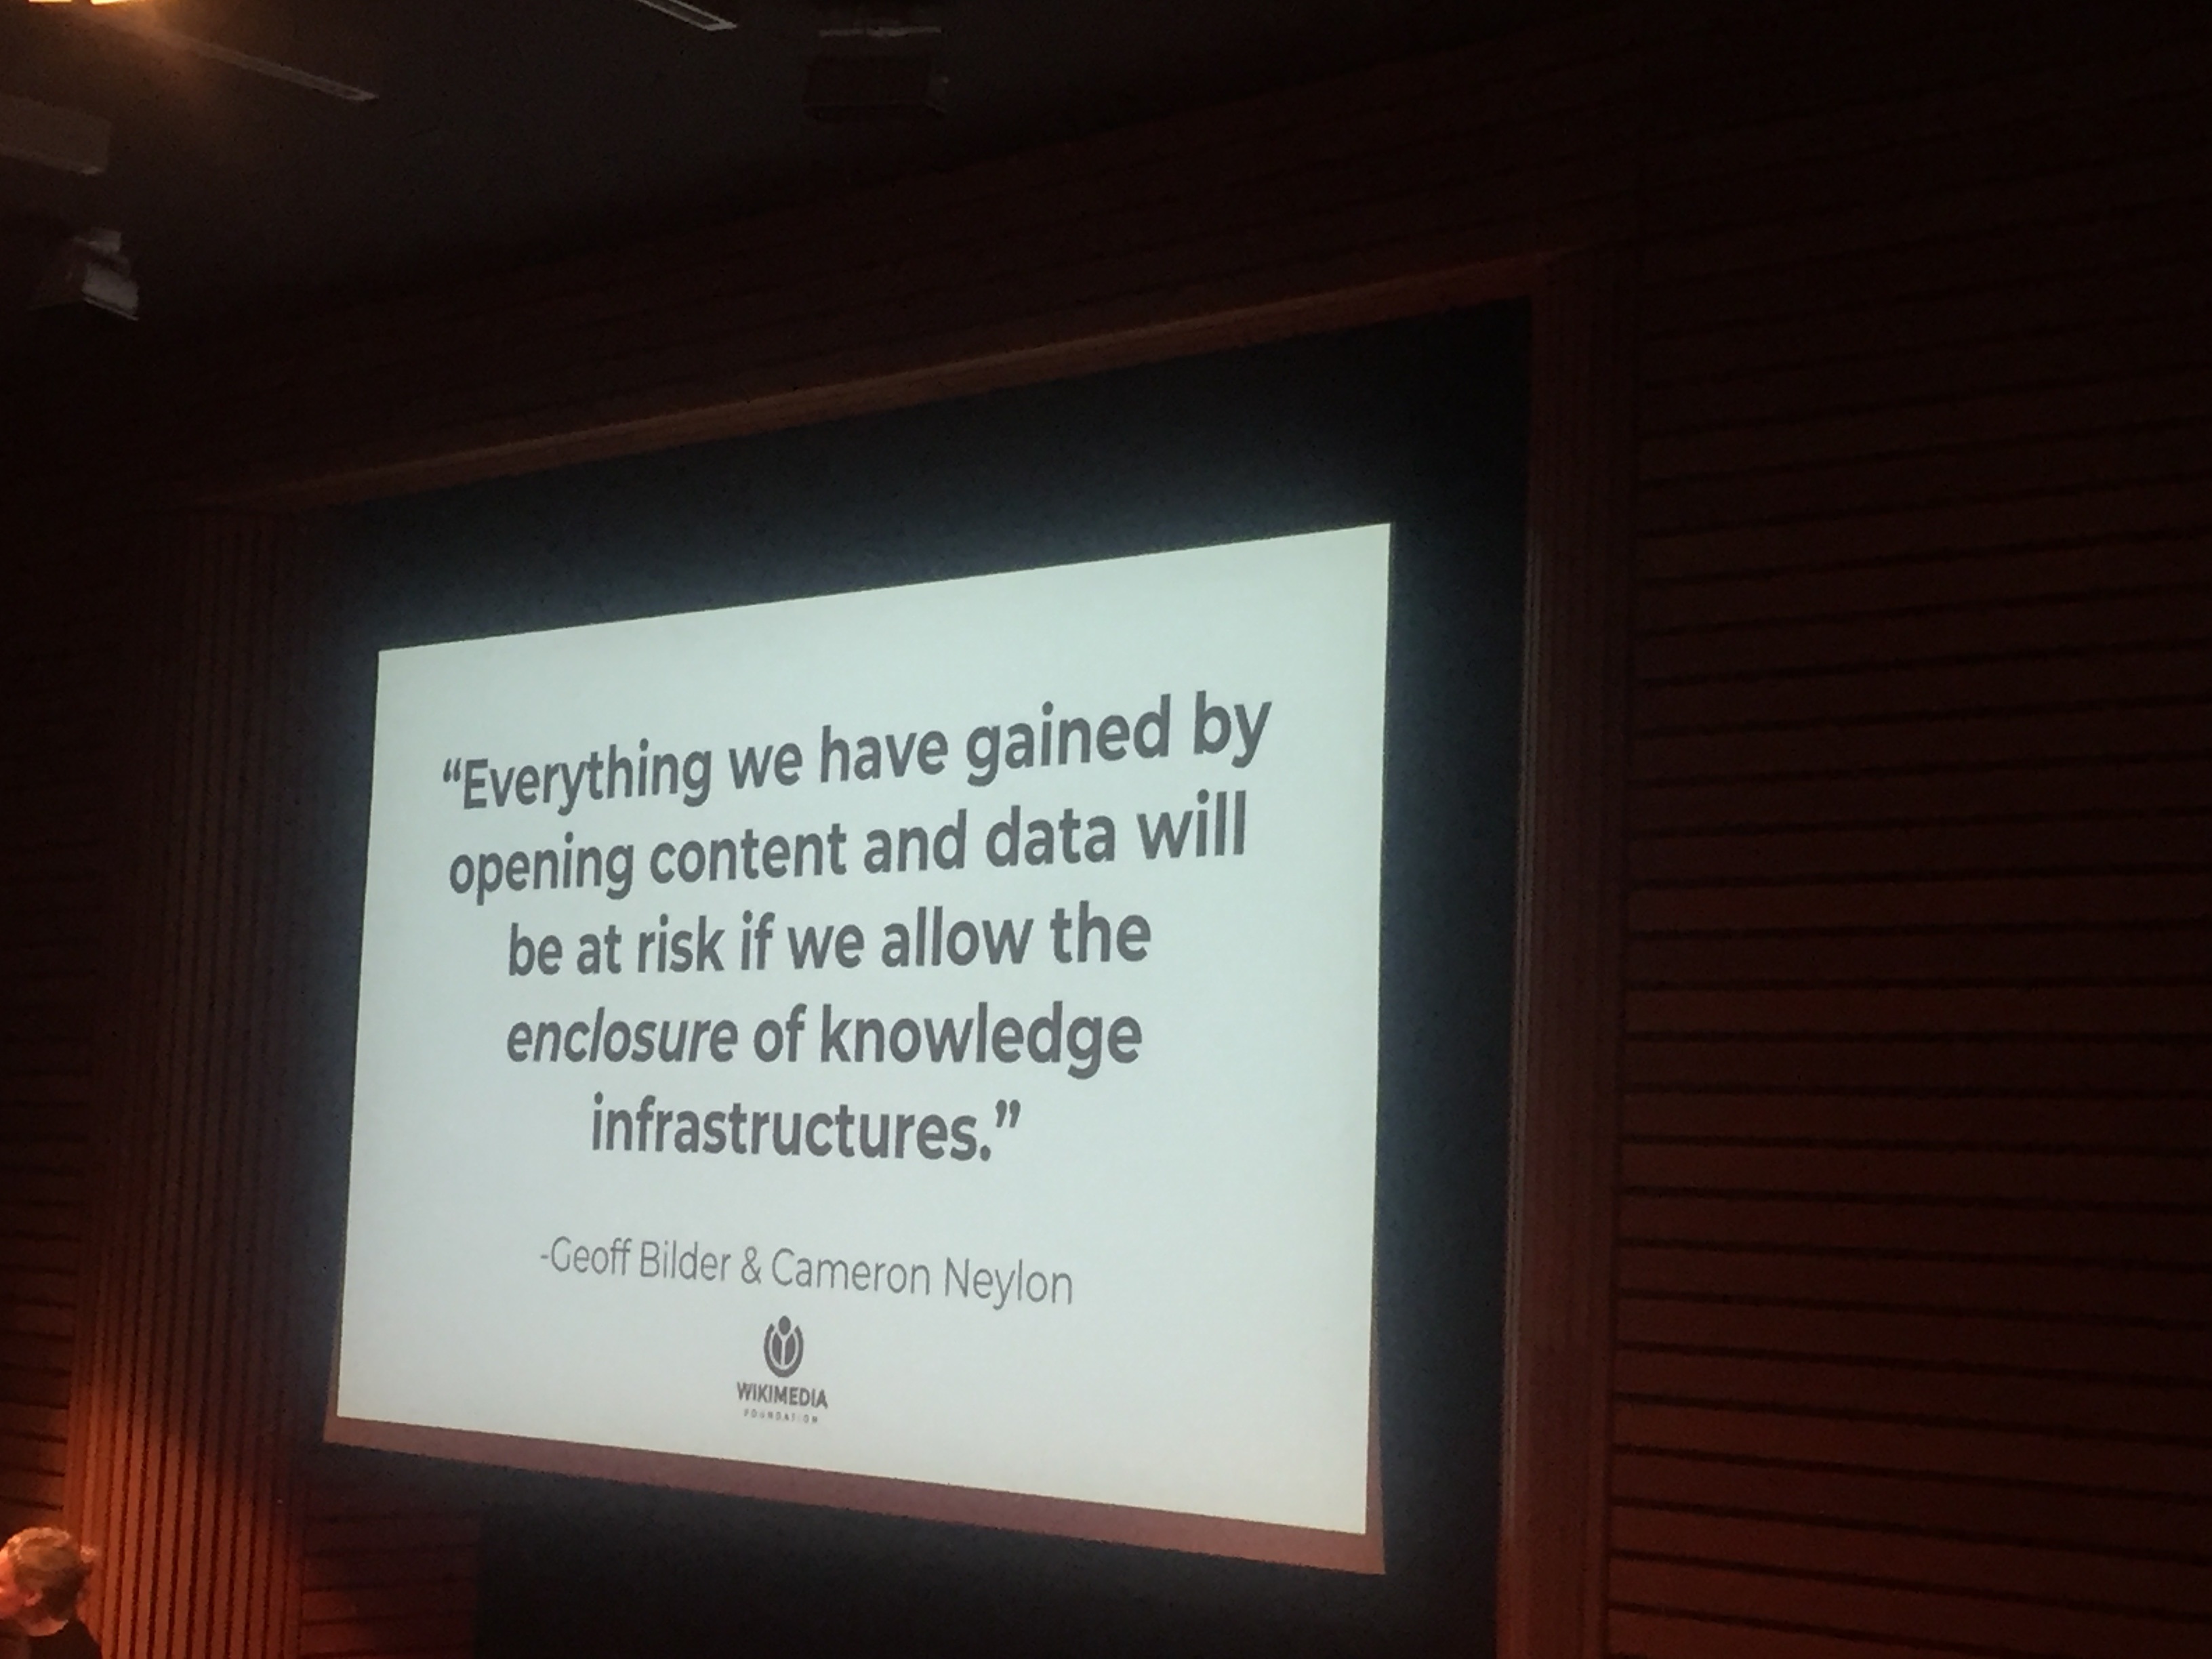 “Everything we have gained by
opening content and data will
be at risk if we allow the
enclosure of knowledge
infrastructures.”
-Geoff Bilder & Cameron Neylon
WIKIMEDIA
FOUNDATION